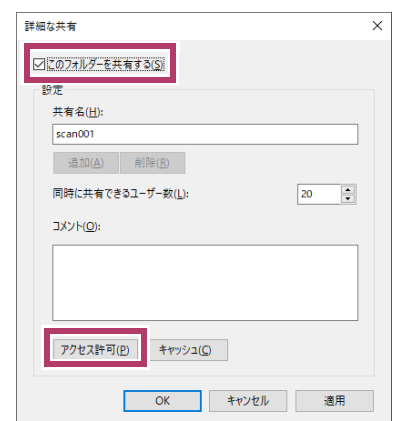 詳細な共有
このフォルダーを共有する(S)
設定
共有名(H):
scan001
追加(A) 削除(R)
同時に共有できるユーザー数(L): 20
コメント(O):
アクセス許可(P) キャッシュ(C)
OK キャンセル 適用